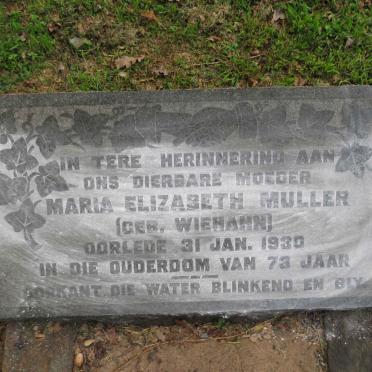 IN TERE HERINNERING AAN
ONS DIERBARE MOEDER
MARIA ELIZABETH MULLER
(GEB. WIEHAHN)
OORLEDE 31 JAN. 1930
IN DIE OUDERDOM VAN 73 JAAR
DORKANT DIE WATER BLINKEND EN BLY